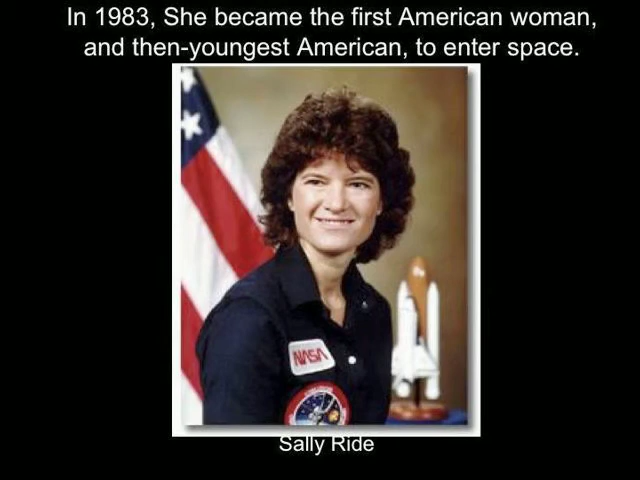 In 1983, She became the first American woman,
and then-youngest American, to enter space.
NASA
Sally Ride